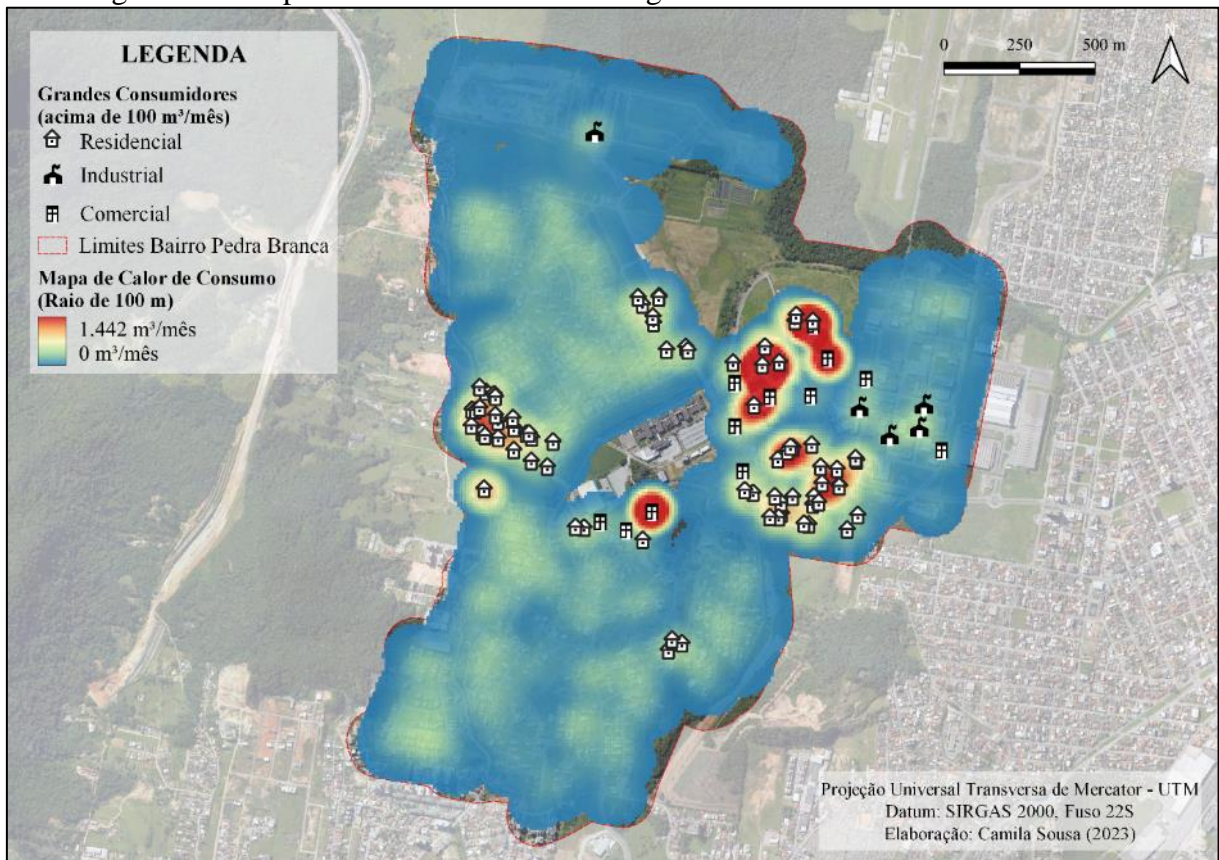 LEGENDA
Grandes Consumidores
(acima de 100 m³/mês)
Residencial
Industrial
Comercial
Limites Bairro Pedra Branca
Mapa de Calor de Consumo
(Raio de 100 m)
1.442 m³/mês
0 m³/mês
0 250 500 m
Projeção Universal Transversa de Mercator - UTM
Datum: SIRGAS 2000, Fuso 22S
Elaboração: Camila Sousa (2023)